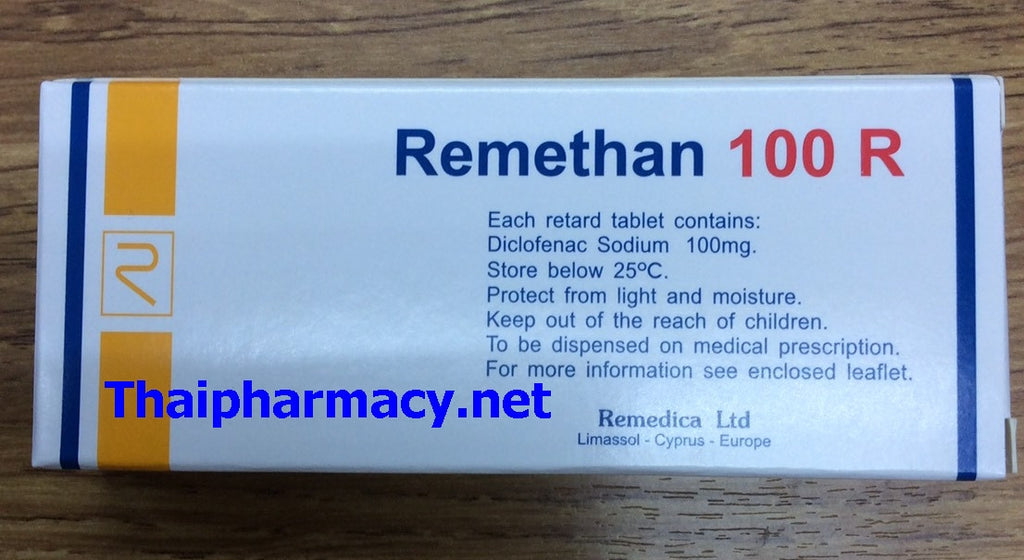 Remethan 100 R
Each retard tablet contains:
Diclofenac Sodium 100mg.
Store below 25ºC.
Protect from light and moisture.
Keep out of the reach of children.
To be dispensed on medical prescription.
For more information see enclosed leaflet.
Thaipharmacy.net
Remedica Ltd
Limassol - Cyprus - Europe